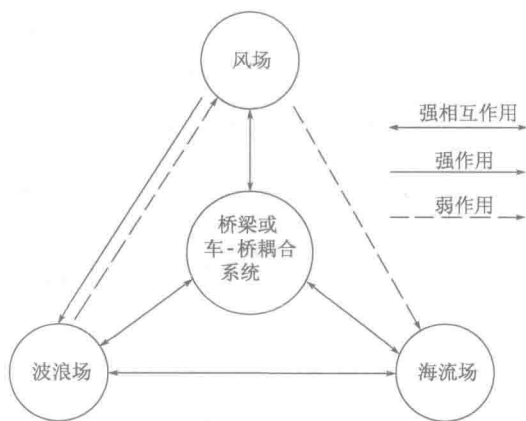 风场
强相互作用
强作用
弱作用
桥梁或
车-桥耦合
系统
波浪场
海流场